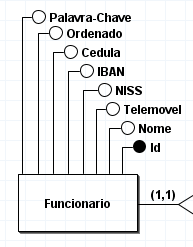 Palavra-Chave
Ordenado
Cedula
IBAN
NISS
Telemovel
Nome
Id
(1,1)
Funcionario